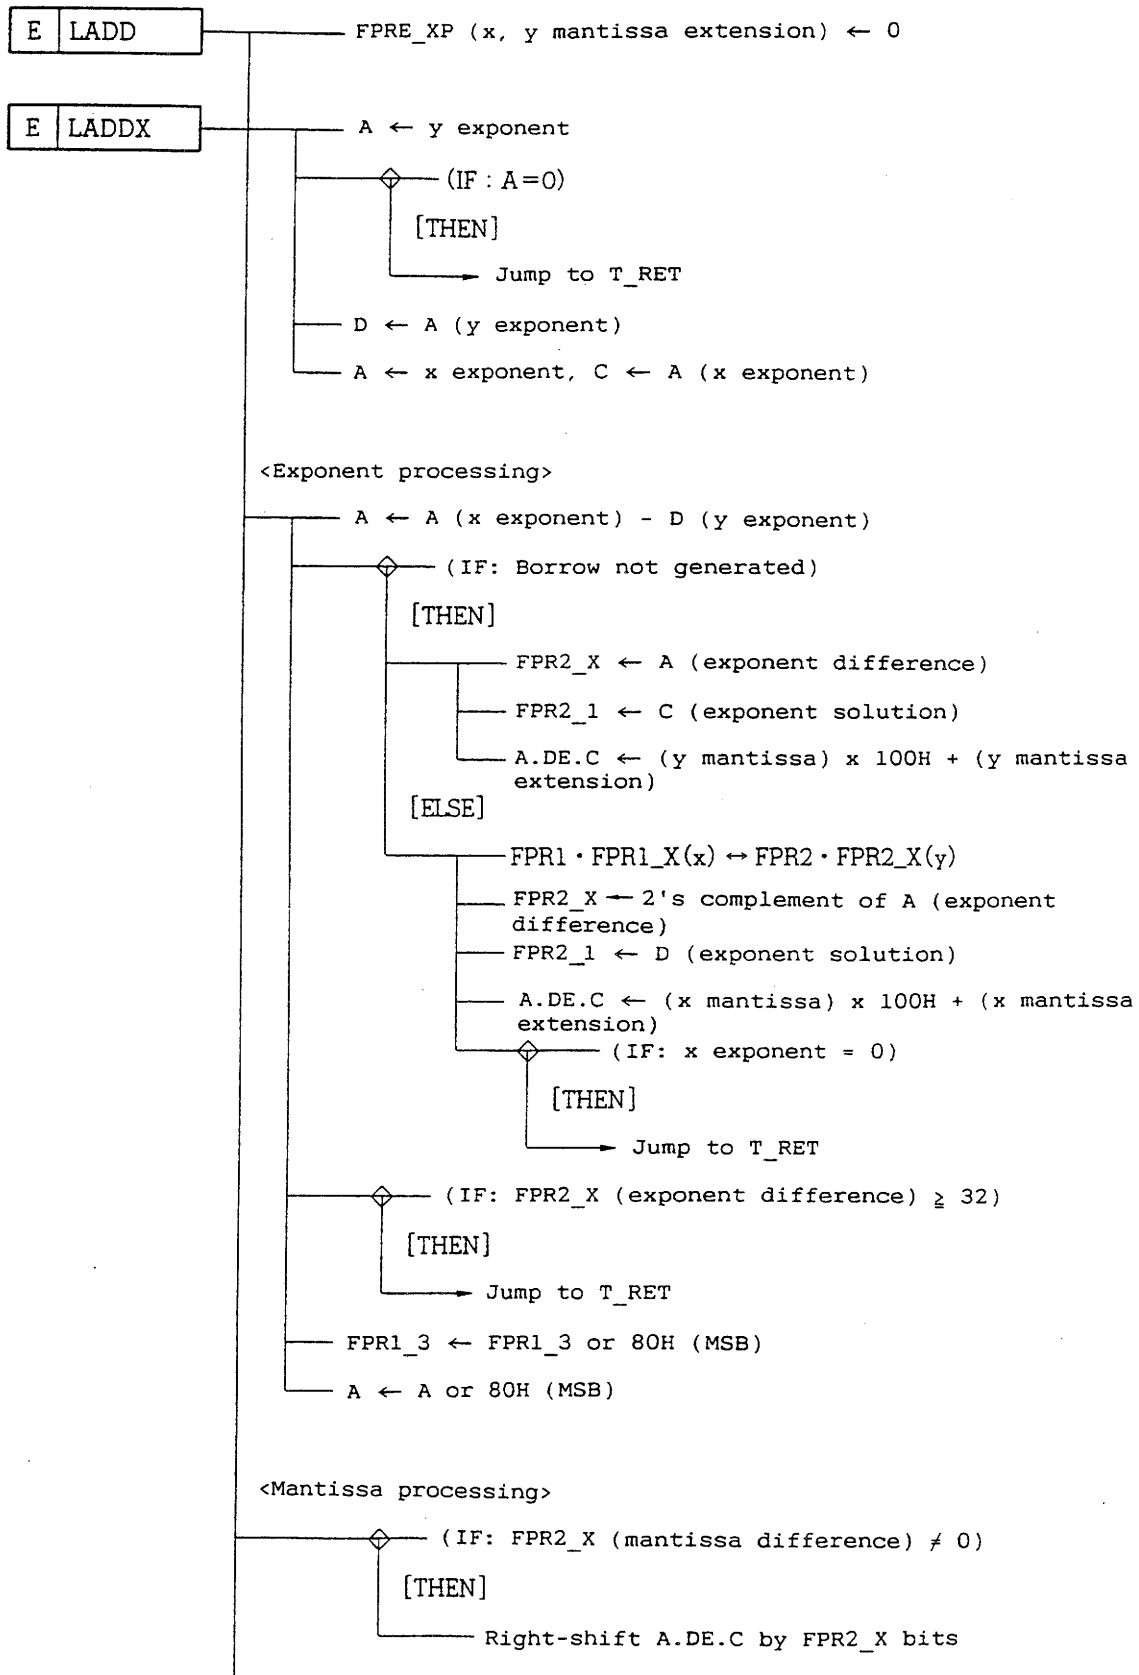 E LADD
FPRE_XP (x, y mantissa extension) ← 0
E LADDX
A ← y exponent
(IF : A=0)
[THEN]
Jump to T_RET
D ← A (y exponent)
A ← x exponent, C ← A (x exponent)
<Exponent processing>
A ← A (x exponent) - D (y exponent)
(IF: Borrow not generated)
[THEN]
FPR2_X ← A (exponent difference)
FPR2_1 ← C (exponent solution)
A.DE.C ← (y mantissa) x 100H + (y mantissa
extension)
[ELSE]
FPR1・FPR1_X(x) ↔ FPR2・FPR2_X(y)
FPR2_X ← 2's complement of A (exponent
difference)
FPR2_1 ← D (exponent solution)
A.DE.C ← (x mantissa) x 100H + (x mantissa
extension)
(IF: x exponent = 0)
[THEN]
Jump to T_RET
(IF: FPR2_X (exponent difference) ≧ 32)
[THEN]
Jump to T_RET
FPR1_3 ← FPR1_3 or 80H (MSB)
A ← A or 80H (MSB)
<Mantissa processing>
(IF: FPR2_X (mantissa difference) ≠ 0)
[THEN]
Right-shift A.DE.C by FPR2_X bits